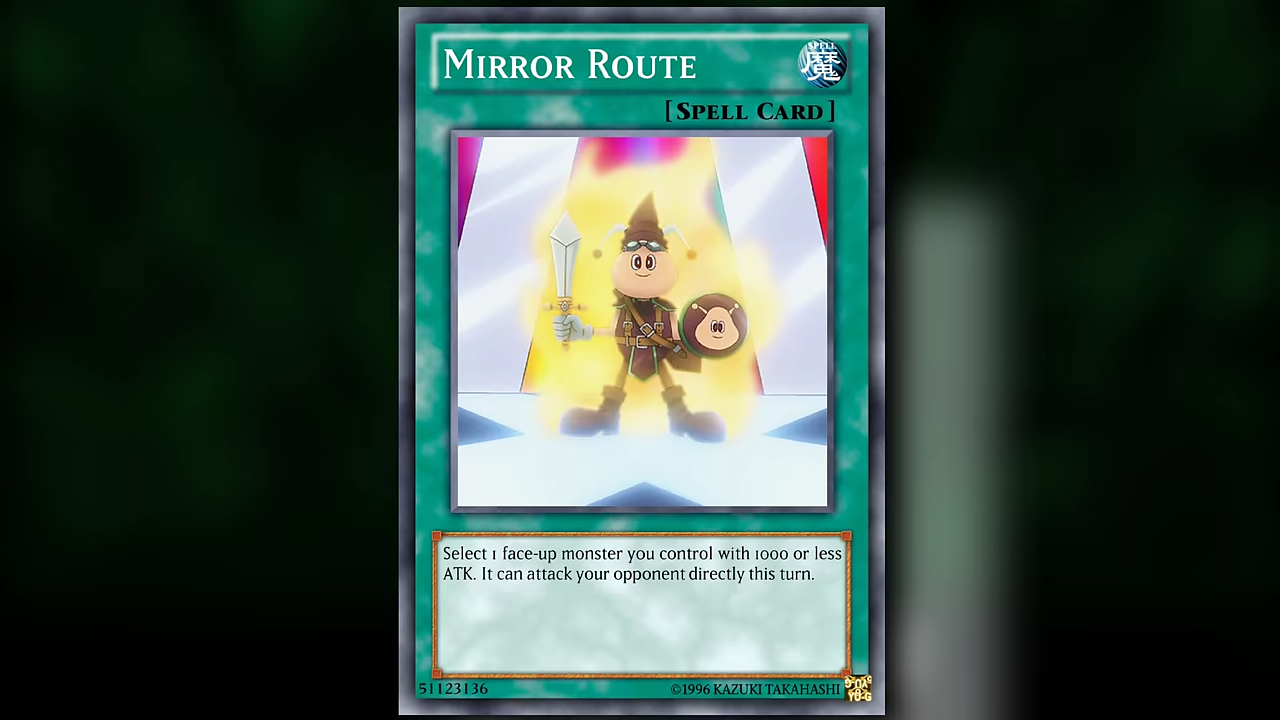 Mirror Route
SPELL
魔
[Spell Card]
Select 1 face-up monster you control with 1000 or less
ATK. It can attack your opponent directly this turn.
51123136
©1996 KAZUKI TAKAHASHI